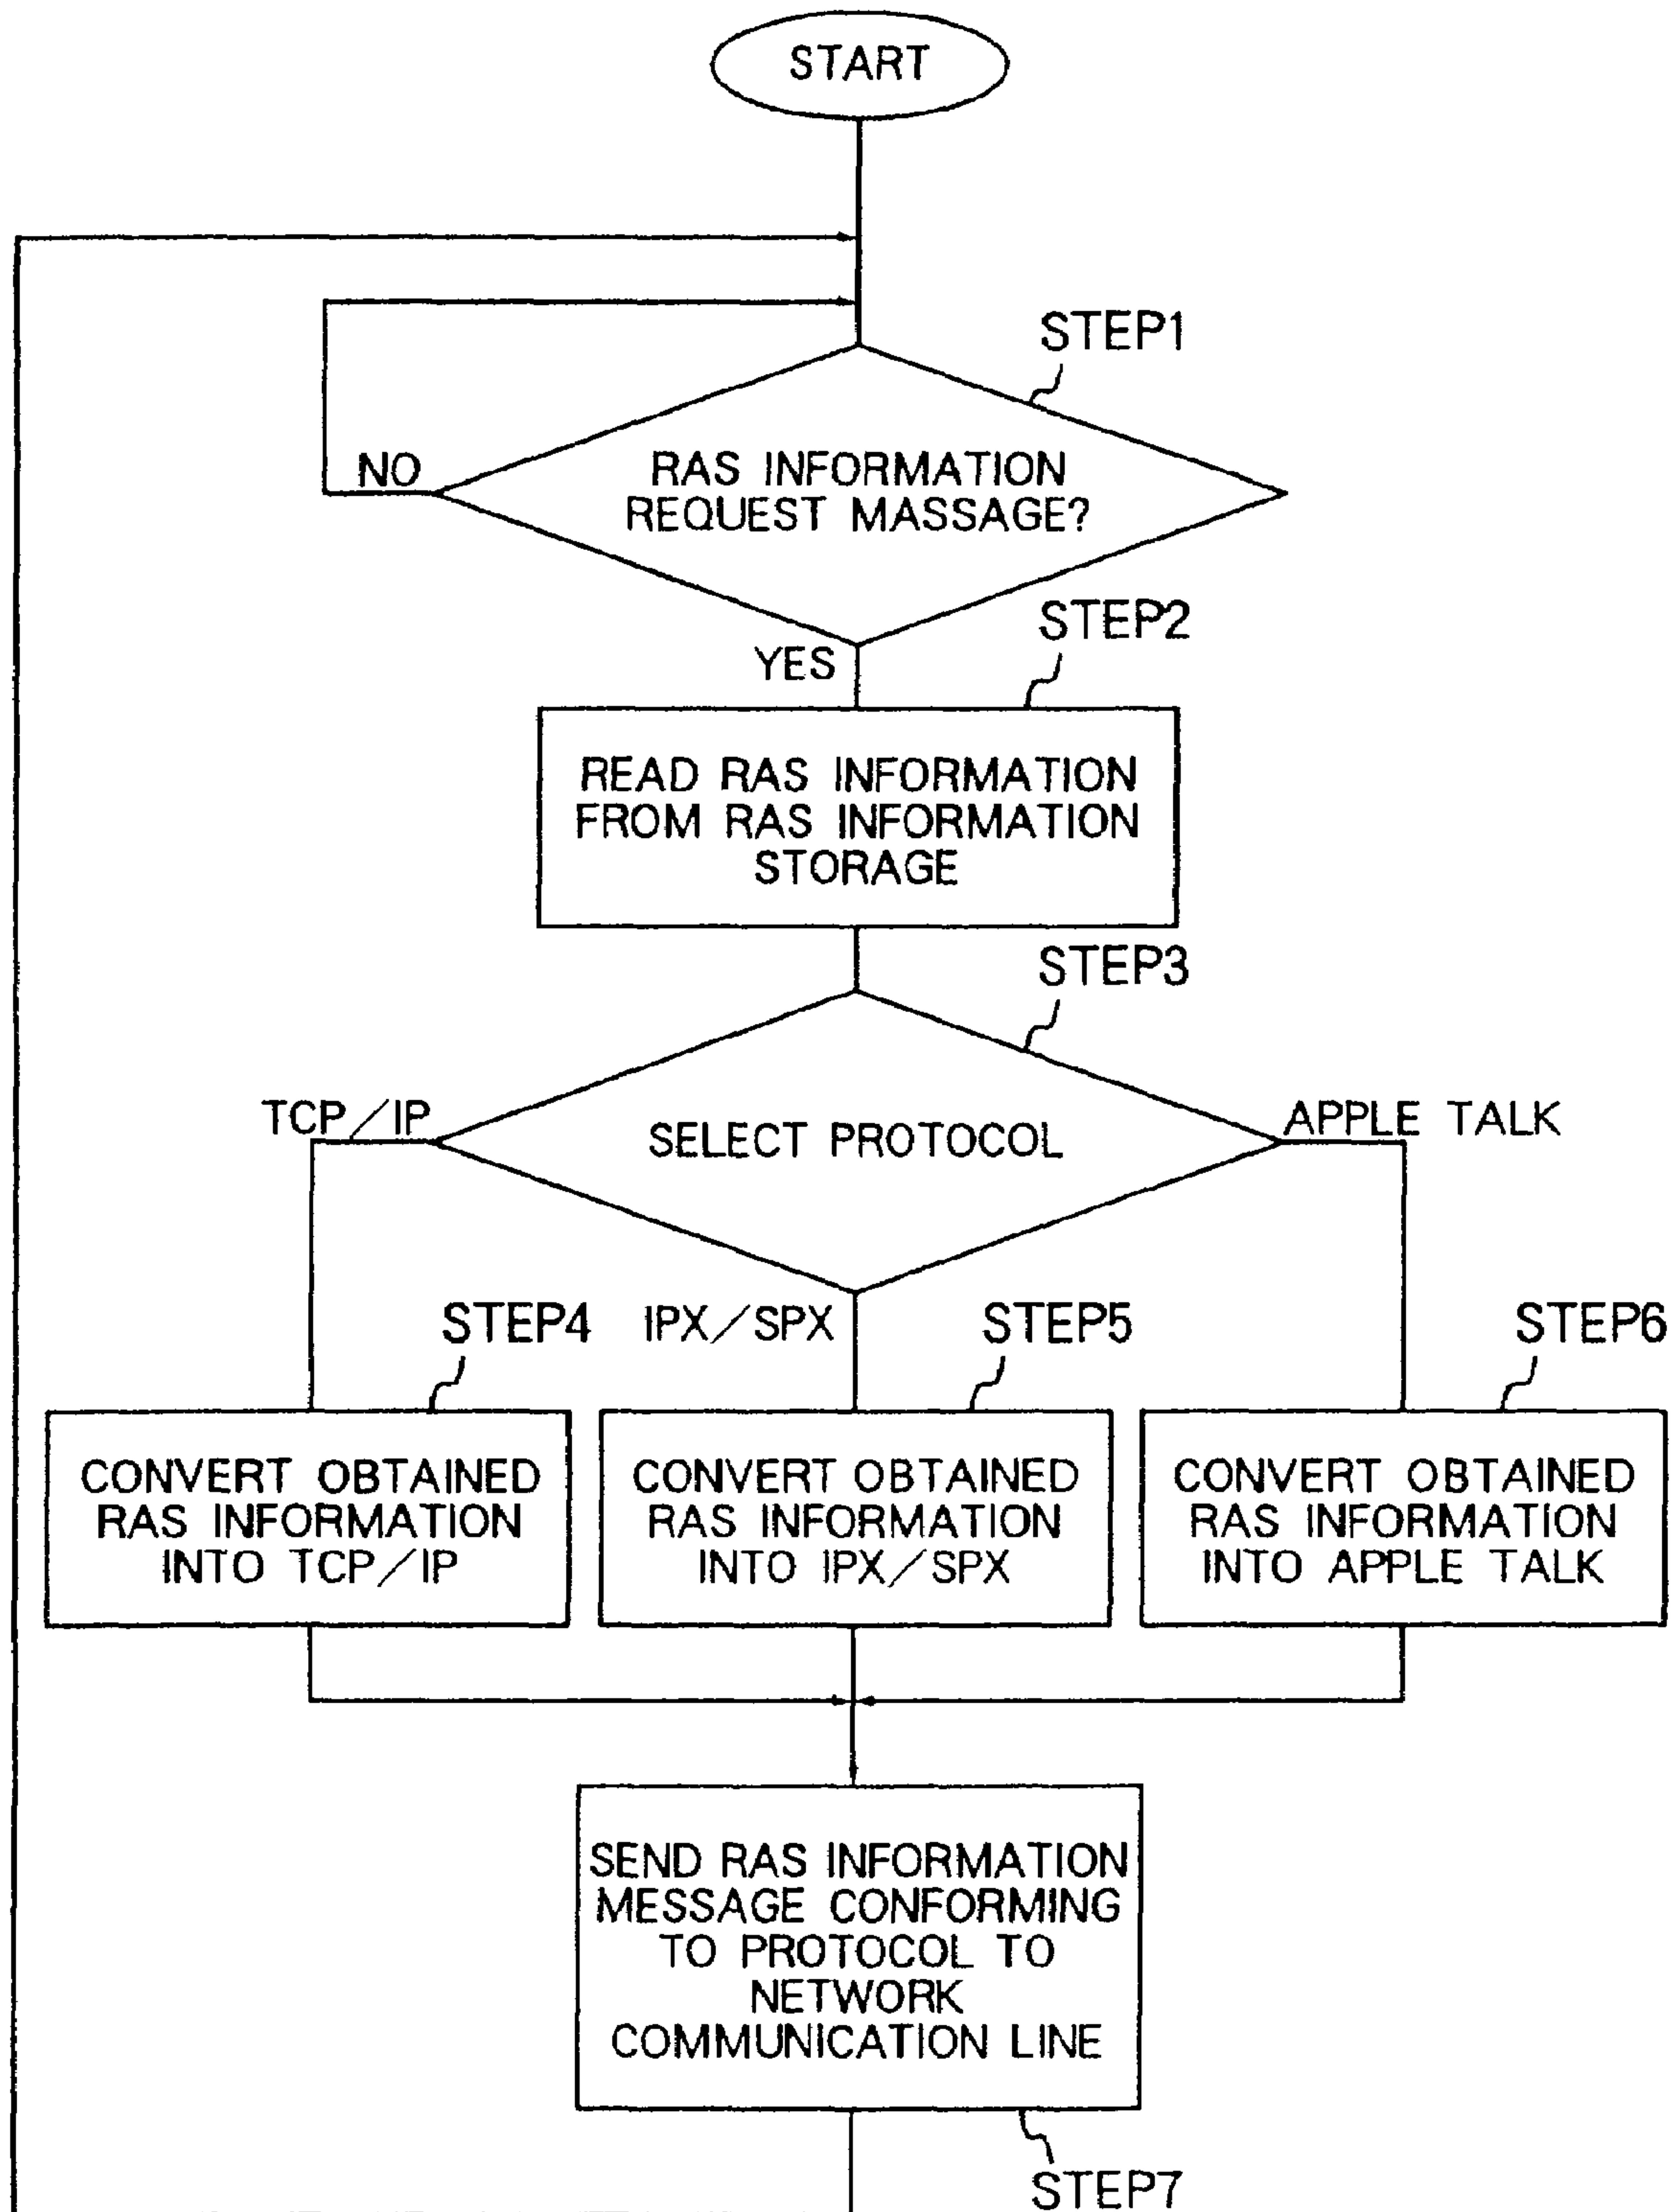 START
STEP1
NO
RAS INFORMATION
REQUEST MASSAGE?
STEP2
YES
READ RAS INFORMATION
FROM RAS INFORMATION
STORAGE
STEP3
TCP/IP
SELECT PROTOCOL
APPLE TALK
STEP4
IPX/SPX
STEP5
STEP6
CONVERT OBTAINED
RAS INFORMATION
INTO TCP/IP
CONVERT OBTAINED
RAS INFORMATION
INTO IPX/SPX
CONVERT OBTAINED
RAS INFORMATION
INTO APPLE TALK
SEND RAS INFORMATION
MESSAGE CONFORMING
TO PROTOCOL TO
NETWORK
COMMUNICATION LINE
STEP7